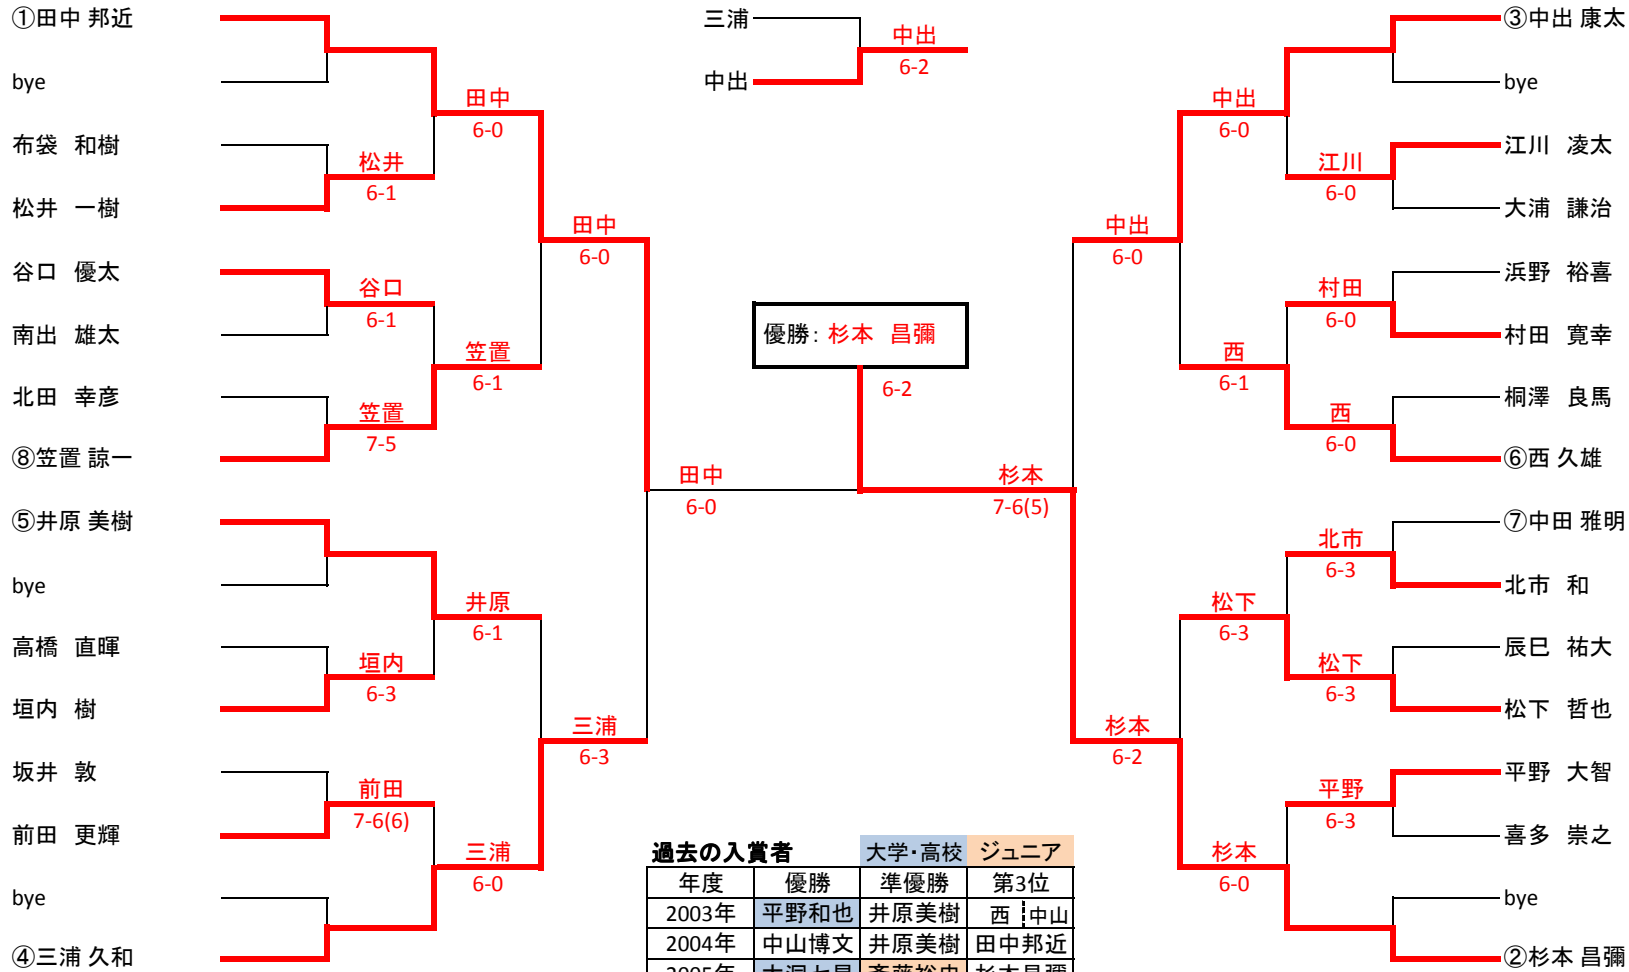 ①田中 邦近
bye
布袋 和樹
松井 一樹
谷口 優太
南出 雄太
北田 幸彦
⑧笠置 諒一
⑤井原 美樹
bye
高橋 直暉
垣内 樹
坂井 敦
前田 更輝
bye
④三浦 久和
松井
6-1
谷口
6-1
笠置
7-5
垣内
6-3
前田
7-6(6)
田中
6-0
笠置
6-1
井原
6-1
三浦
6-0
田中
6-0
三浦
6-3
田中
6-0
三浦
中出
中出
6-2
優勝: 杉本 昌彌
6-2
杉本
7-6(5)
中出
6-0
杉本
6-2
中出
6-0
西
6-1
松下
6-3
杉本
6-0
江川
6-0
村田
6-0
西
6-0
北市
6-3
松下
6-3
平野
6-3
③中出 康太
bye
江川 凌太
大浦 謙治
浜野 裕喜
村田 寛幸
桐澤 良馬
⑥西 久雄
⑦中田 雅明
北市 和
辰巳 祐大
松下 哲也
平野 大智
喜多 崇之
bye
②杉本 昌彌
過去の入賞者 大学・高校 ジュニア
年度 優勝 準優勝 第3位
2003年 平野和也 井原美樹 西 中山
2004年 中山博文 井原美樹 田中邦近
2005年 杉本昌彌